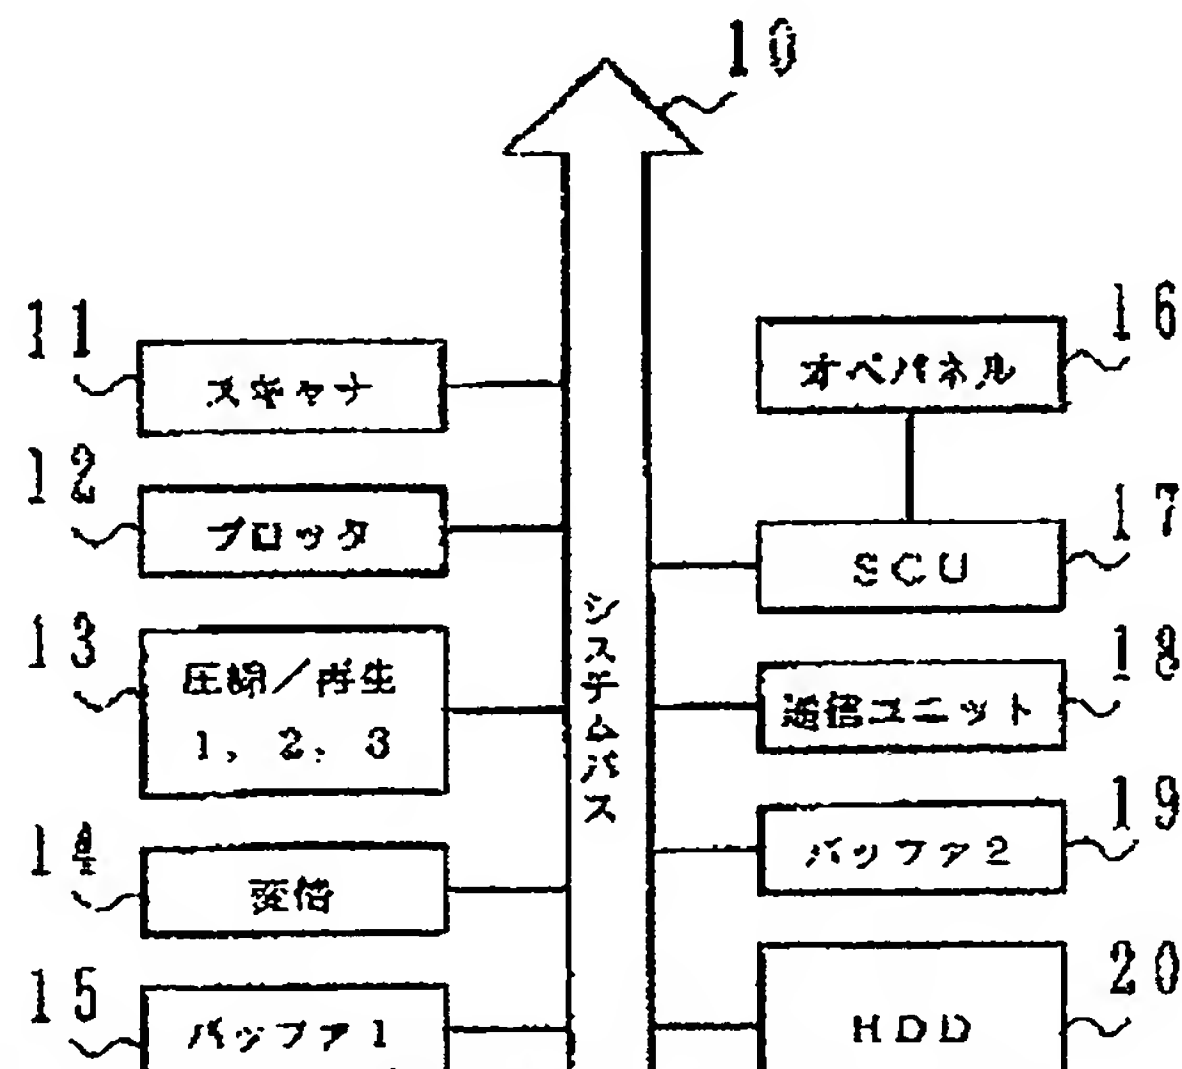 10
11
スキャナ
12
プロッタ
13
圧縮／再生
1、2、3
14
変倍
15
バッファ1
システムバス
16
オペパネル
17
SCU
18
通信ユニット
19
バッファ2
20
HDD